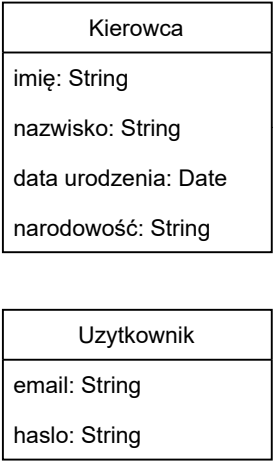 Kierowca
imię: String
nazwisko: String
data urodzenia: Date
narodowość: String
Uzytkownik
email: String
haslo: String